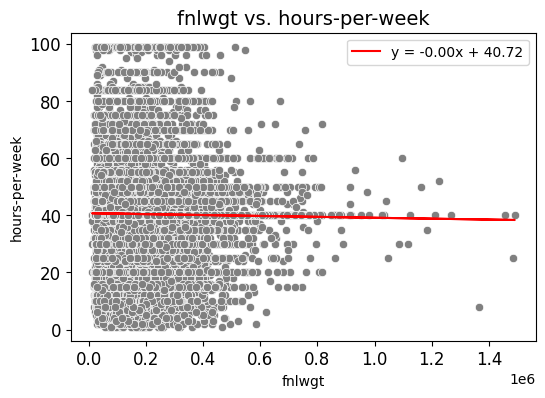 fnlwgt vs. hours-per-week
y = -0.00x + 40.72
100
80
60
40
20
0
hours-per-week
0.0 0.2 0.4 0.6 0.8 1.0 1.2 1.4
1e6
fnlwgt